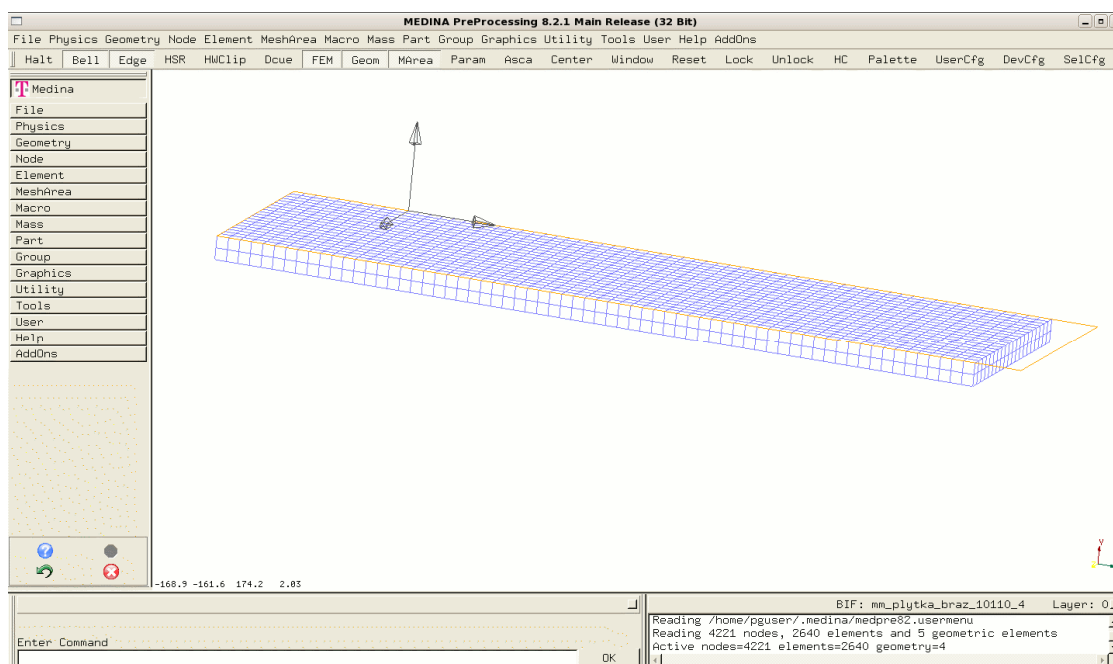 MEDINA PreProcessing 8.2.1 Main Release (32 Bit)
File Physics Geometry Node Element MeshArea Macro Mass Part Group Graphics Utility Tools User Help AddOns
Halt Bell Edge HSR HWClip Dcue FEM Geom MArea Param Asca Center Window Reset Lock Unlock HC Palette UserCfg DevCfg SelCfg
T Medina
File
Physics
Geometry
Node
Element
MeshArea
Macro
Mass
Part
Group
Graphics
Utility
Tools
User
Help
AddOns
Y
-168.9 -161.6 174.2 2.03
BIF: mm_plytka_braz_10110_4 Layer: 0
Reading /home/pguser/.medina/medpre82.usermenu
Reading 4221 nodes, 2640 elements and 5 geometric elements
Active nodes=4221 elements=2640 geometry=4
Enter Command
OK